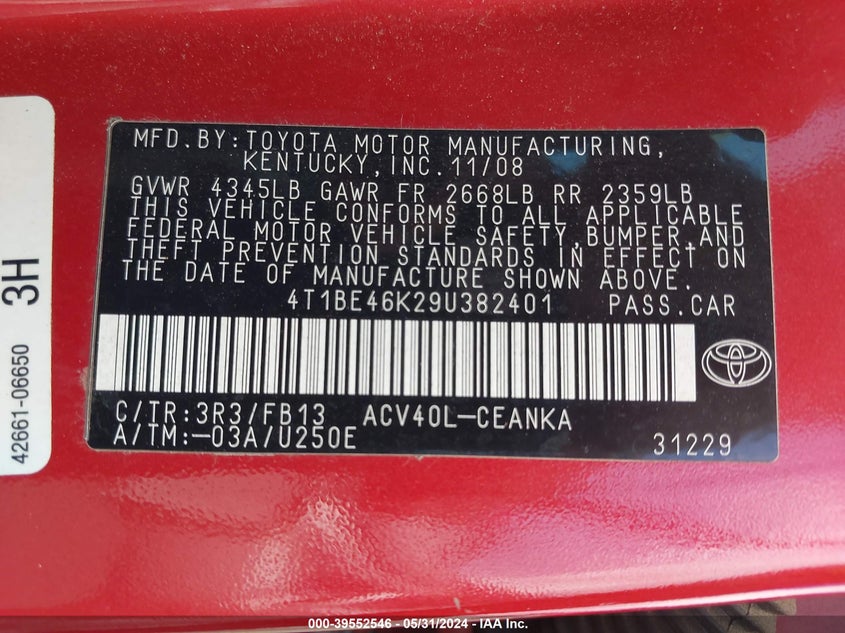 MFD.BY:TOYOTA MOTOR MANUFACTURING,
KENTUCKY,INC.11/08
GVWR 4345LB GAWR FR 2668LB RR 2359LB
THIS VEHICLE CONFORMS TO ALL APPLICABLE
FEDERAL MOTOR VEHICLE SAFETY,BUMPER,AND
THEFT PREVENTION STANDARDS IN EFFECT ON
THE DATE OF MANUFACTURE SHOWN ABOVE.
4T1BE46K29U382401 PASS.CAR
C/TR:3R3/FB13 ACV40L-CEANKA
A/TM:-03A/U250E 31229
42661-06650 3H
000-39552546 - 05/31/2024 - IAA Inc.